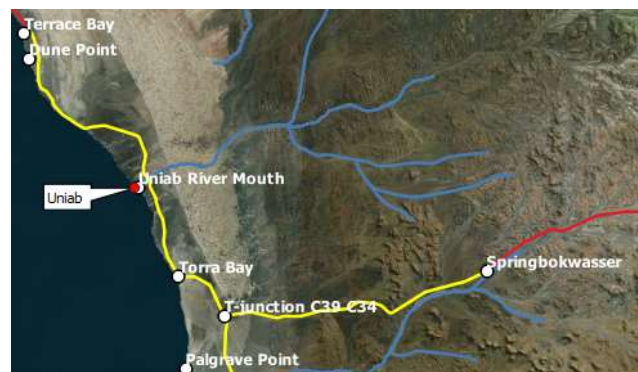 Terrace Bay
Dune Point
Uniab River Mouth
Uniab
Torra Bay
Springbokwasser
T-junction C39 C34
Palgrave Point